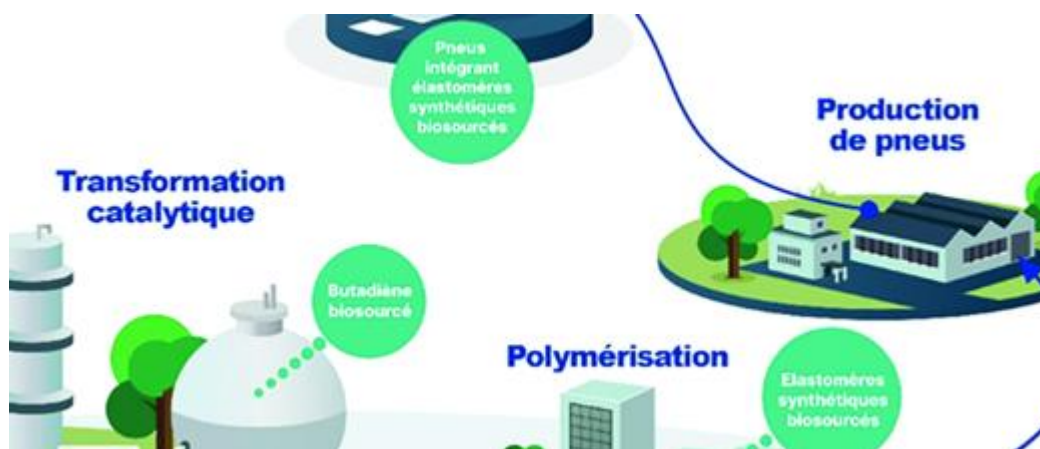 Pneus
intégrant
élastomères
synthétiques
biosourcés
Production
de pneus
Transformation
catalytique
Butadiène
biosourcé
Polymérisation
Elastomères
synthétiques
biosourcés